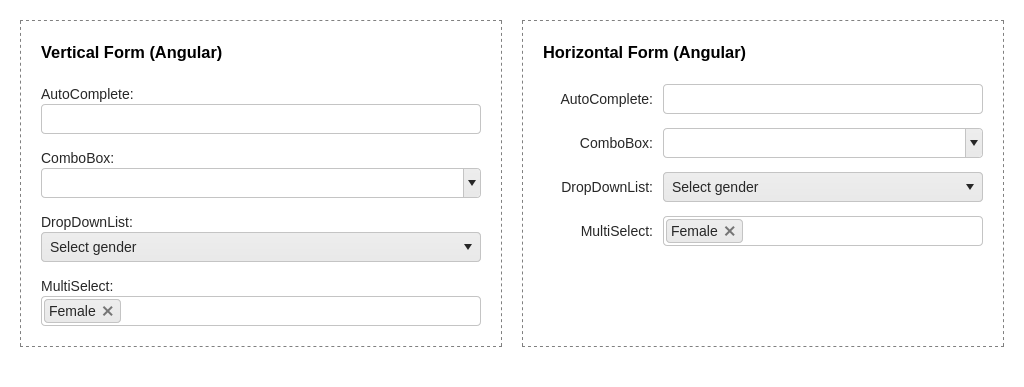 Vertical Form (Angular)
AutoComplete:
ComboBox:
DropDownList:
Select gender
MultiSelect:
Female
Horizontal Form (Angular)
AutoComplete:
ComboBox:
DropDownList: Select gender
MultiSelect: Female